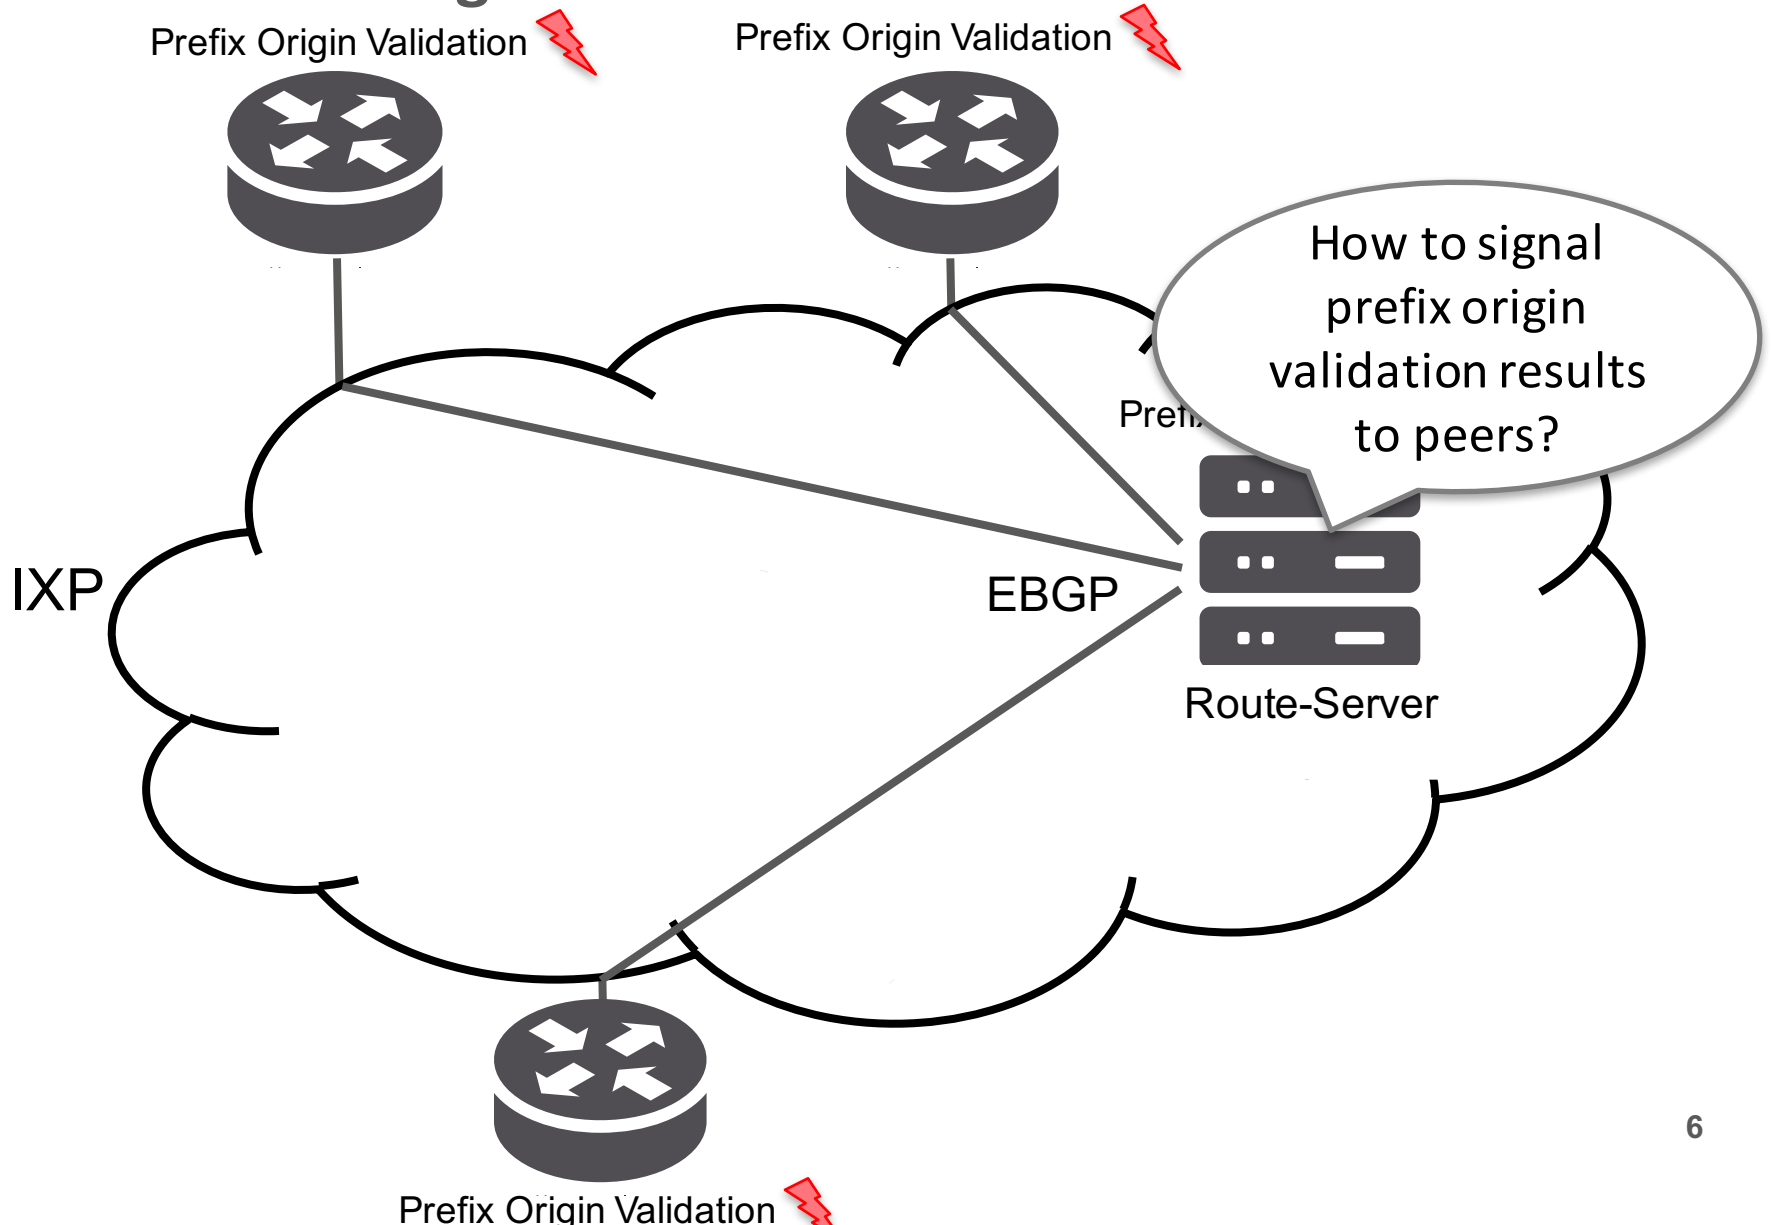 Prefix Origin Validation
Prefix Origin Validation
How to signal
prefix origin
validation results
to peers?
IXP
EBGP
Route-Server
6
Prefix Origin Validation